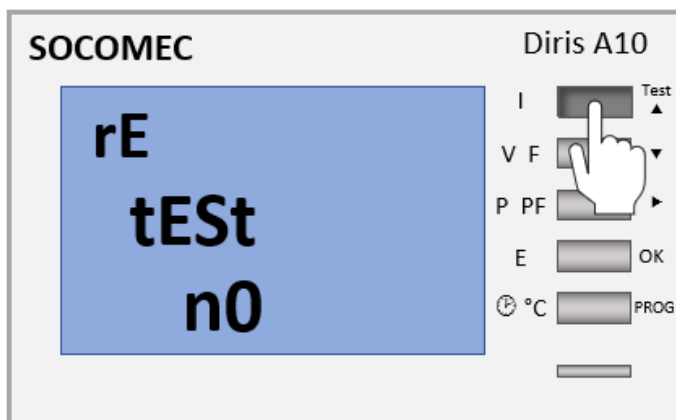 SOCOMEC
Diris A10
rE
tESt
n0
I
Test
▲
V F
▼
P PF
►
E
OK
°C
PROG